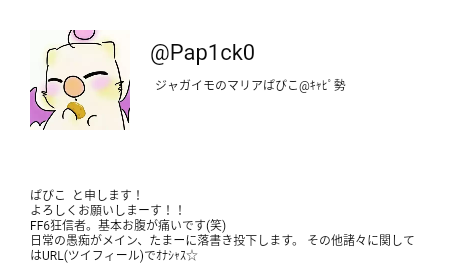 @Pap1ck0
ジャガイモのマリアぱぴこ@ｷｬﾋﾟ勢
ぱぴこ と申します！
よろしくお願いしまーす！！
FF6狂信者。基本お腹が痛いです(笑)
日常の愚痴がメイン、たまーに落書き投下します。 その他諸々に関して
はURL(ツイフィール)でｵﾅｼｬｽ☆